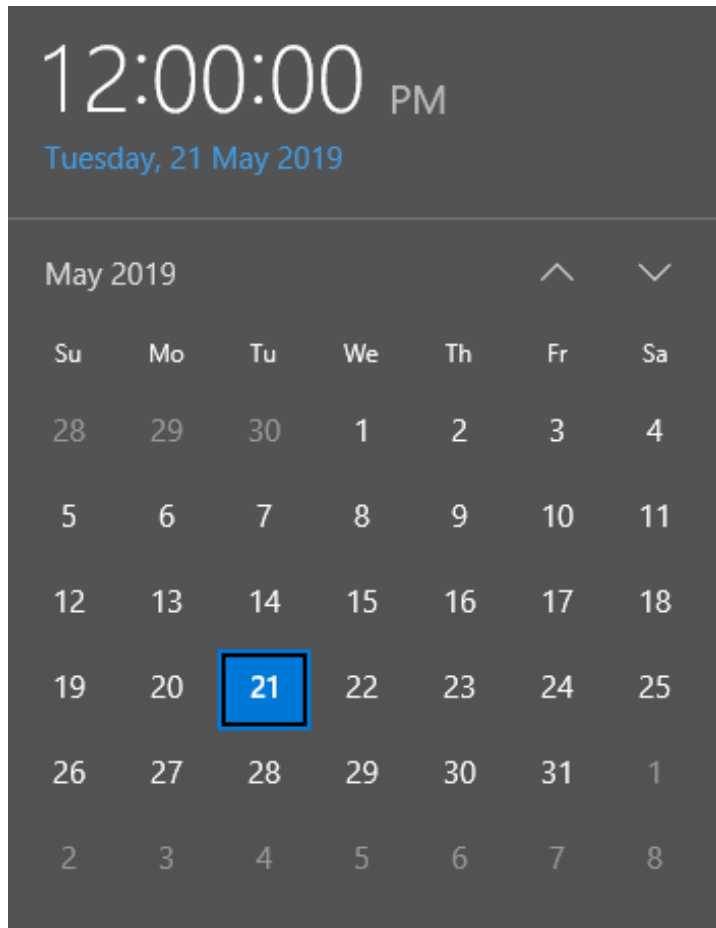 12:00:00 PM
Tuesday, 21 May 2019
May 2019
Su Mo Tu We Th Fr Sa
28 29 30 1 2 3 4
5 6 7 8 9 10 11
12 13 14 15 16 17 18
19 20 21 22 23 24 25
26 27 28 29 30 31 1
2 3 4 5 6 7 8